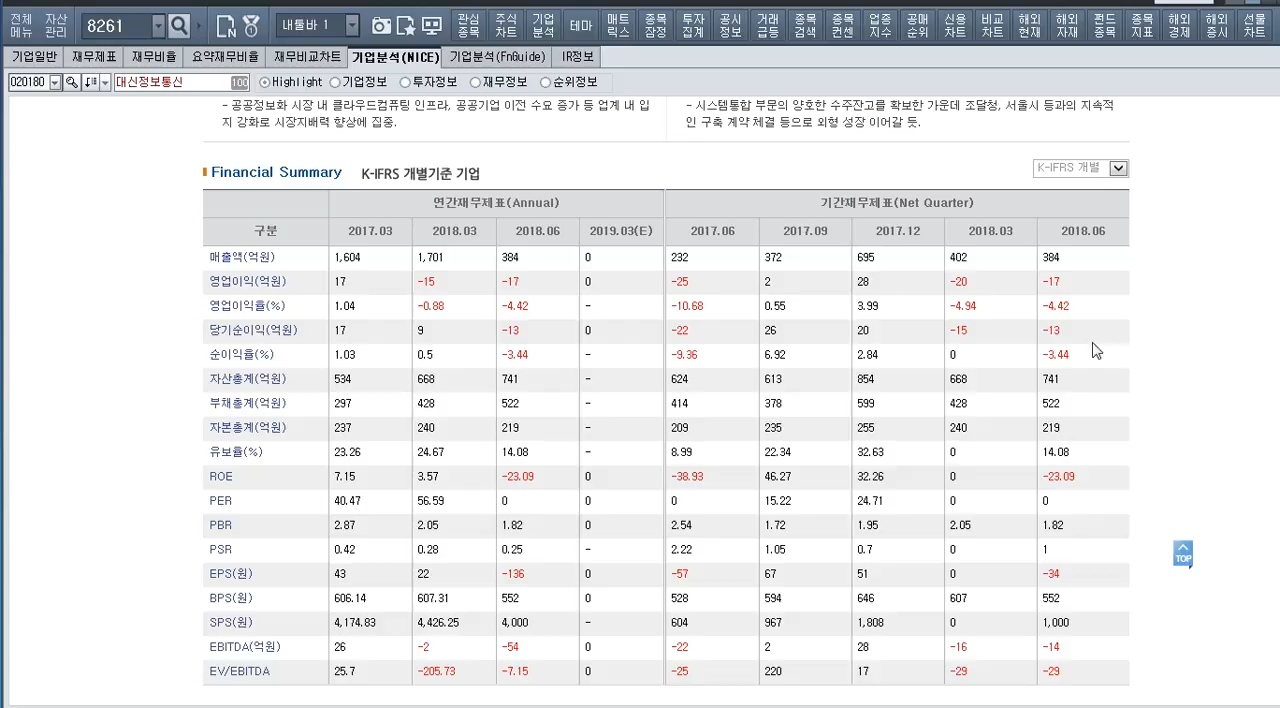 전체 자산 8261 내툴바 1 관심 주식 기업 테마 매트 종목 투자 공시 거래 종목 종목 업종 공매 신용 비교 해외 해외 펀드 종목 해외 해외 선물
메뉴 관리 종목 차트 분석 릭스 잠정 집계 정보 급등 검색 컨센 지수 순위 차트 차트 현재 자재 종목 지표 경제 증시 차트
기업일반 재무제표 재무비율 요약재무비율 재무비교차트 기업분석(NICE) 기업분석(FnGuide) IR정보
020180 대신정보통신 100 Highlight 기업정보 투자정보 재무정보 순위정보
- 공공정보화 시장 내 클라우드컴퓨팅 인프라, 공공기업 이전 수요 증가 등 업계 내 입
지 강화로 시장지배력 향상에 집중.
- 시스템통합 부문의 양호한 수주잔고를 확보한 가운데 조달청, 서울시 등과의 지속적
인 구축 계약 체결 등으로 외형 성장 이어갈 듯.
Financial Summary K-IFRS 개별기준 기업 K-IFRS 개별
연간재무제표(Annual) 기간재무제표(Net Quarter)
구분 2017.03 2018.03 2018.06 2019.03(E) 2017.06 2017.09 2017.12 2018.03 2018.06
매출액(억원) 1,604 1,701 384 0 232 372 695 402 384
영업이익(억원) 17 -15 -17 0 -25 2 28 -20 -17
영업이익률(%) 1.04 -0.88 -4.42 - -10.68 0.55 3.99 -4.94 -4.42
당기순이익(억원) 17 9 -13 0 -22 26 20 -15 -13
순이익률(%) 1.03 0.5 -3.44 - -9.36 6.92 2.84 0 -3.44
자산총계(억원) 534 668 741 - 624 613 854 668 741
부채총계(억원) 297 428 522 - 414 378 599 428 522
자본총계(억원) 237 240 219 - 209 235 255 240 219
유보율(%) 23.26 24.67 14.08 - 8.99 22.34 32.63 0 14.08
ROE 7.15 3.57 -23.09 0 -38.93 46.27 32.26 0 -23.09
PER 40.47 56.59 0 0 0 15.22 24.71 0 0
PBR 2.87 2.05 1.82 0 2.54 1.72 1.95 2.05 1.82
PSR 0.42 0.28 0.25 - 2.22 1.05 0.7 0 1
EPS(원) 43 22 -136 0 -57 67 51 0 -34
BPS(원) 606.14 607.31 552 0 528 594 646 607 552
SPS(원) 4,174.83 4,426.25 4,000 - 604 967 1,808 0 1,000
EBITDA(억원) 26 -2 -54 0 -22 2 28 -16 -14
EV/EBITDA 25.7 -205.73 -7.15 0 -25 220 17 -29 -29
TOP